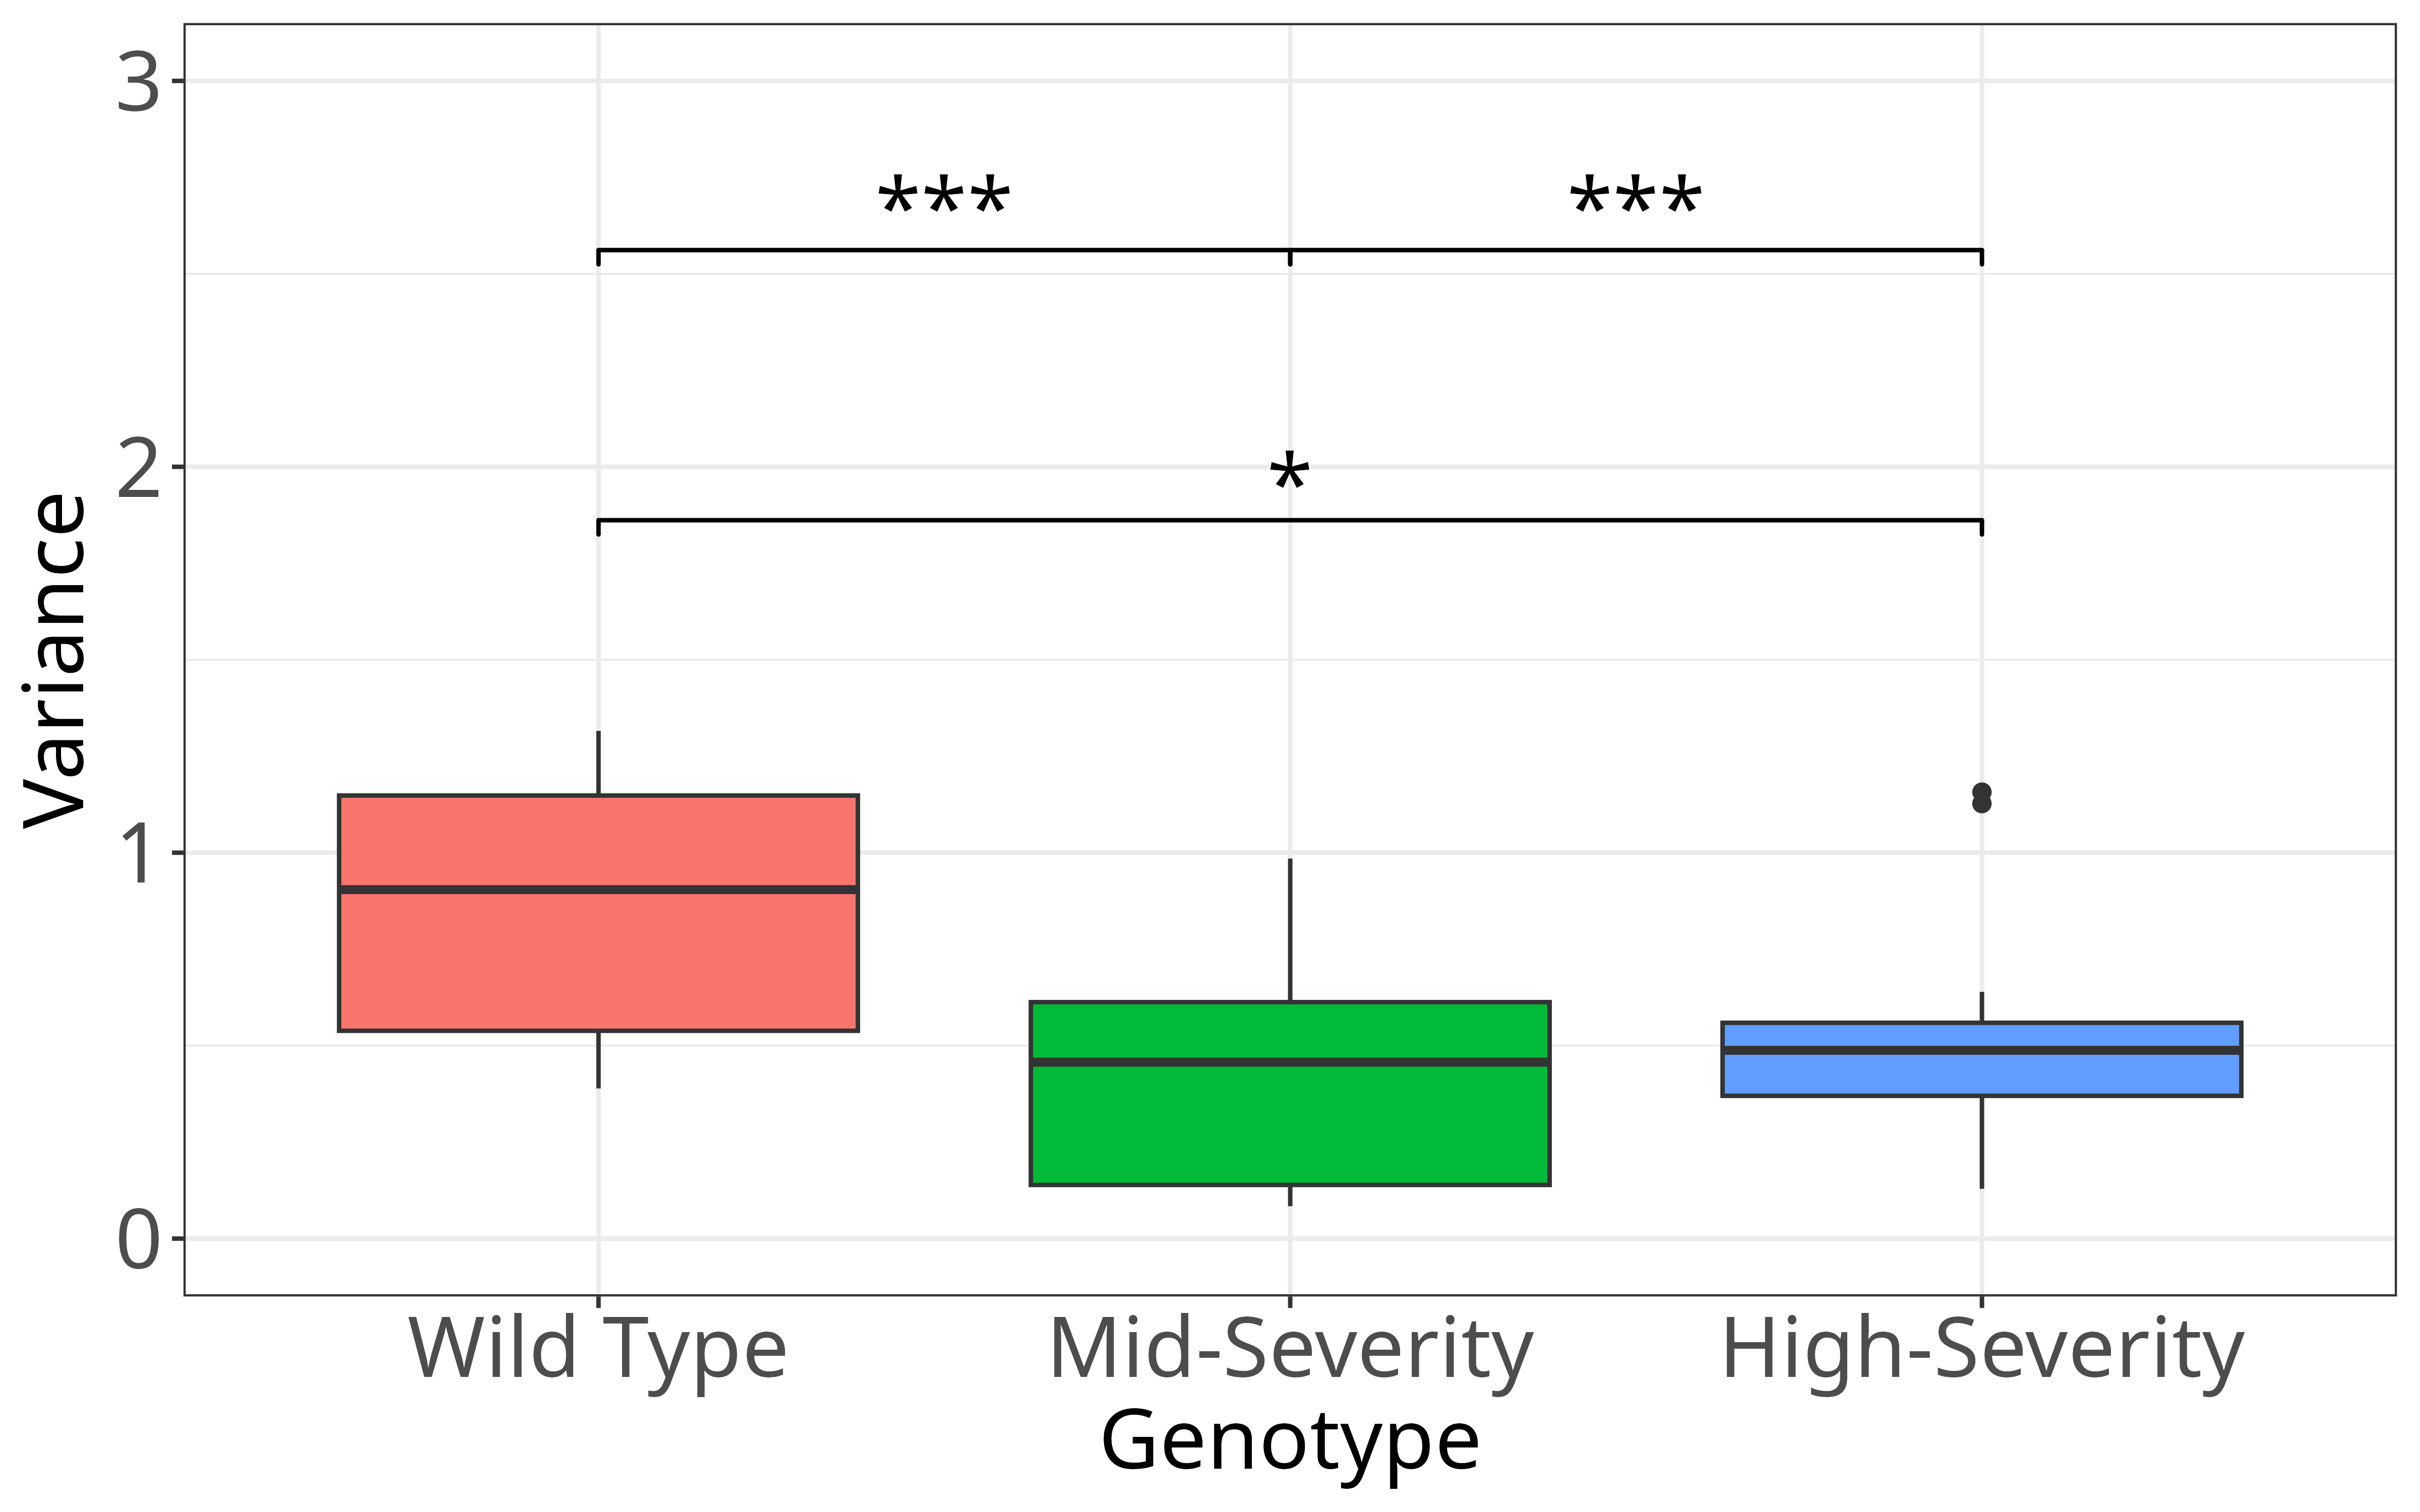 3
*** ***
2
*
1
0
Variance
Wild Type Mid-Severity High-Severity
Genotype